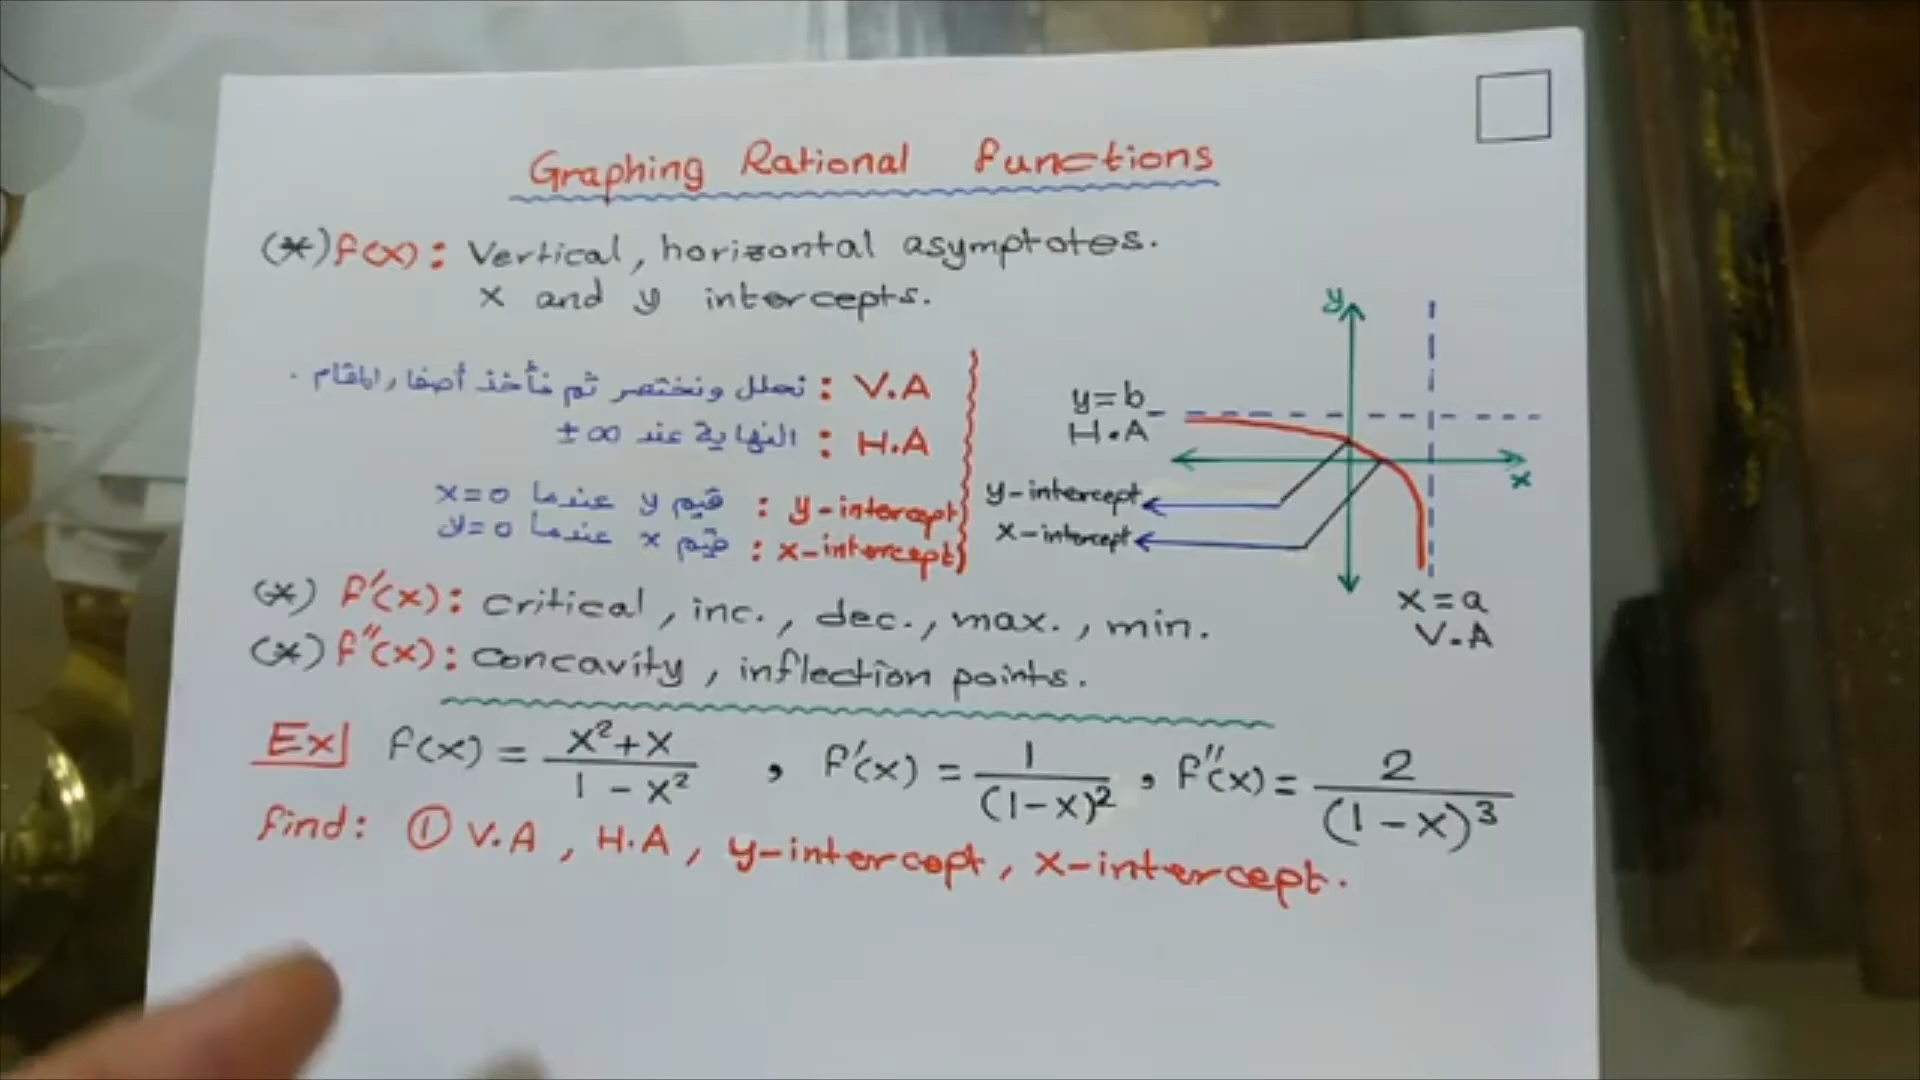 Graphing Rational Functions
(*) f(x) : Vertical, horizontal asymptotes.
x and y intercepts.
V.A : نحلل ونختصر ثم نأخذ أصفار المقام .
H.A : النهاية عند ±∞
y-intercept : قيم y عندما x=0
x-intercept : قيم x عندما y=0
y
y=b
H.A
x
y-intercept
x-intercept
x=a
V.A
(*) f'(x) : critical, inc., dec., max., min.
(*) f''(x) : concavity, inflection points.
Ex] f(x) = (x²+x)/(1-x²) , f'(x) = 1/(1-x)² , f''(x) = 2/(1-x)³
find: ① V.A , H.A , y-intercept , x-intercept.